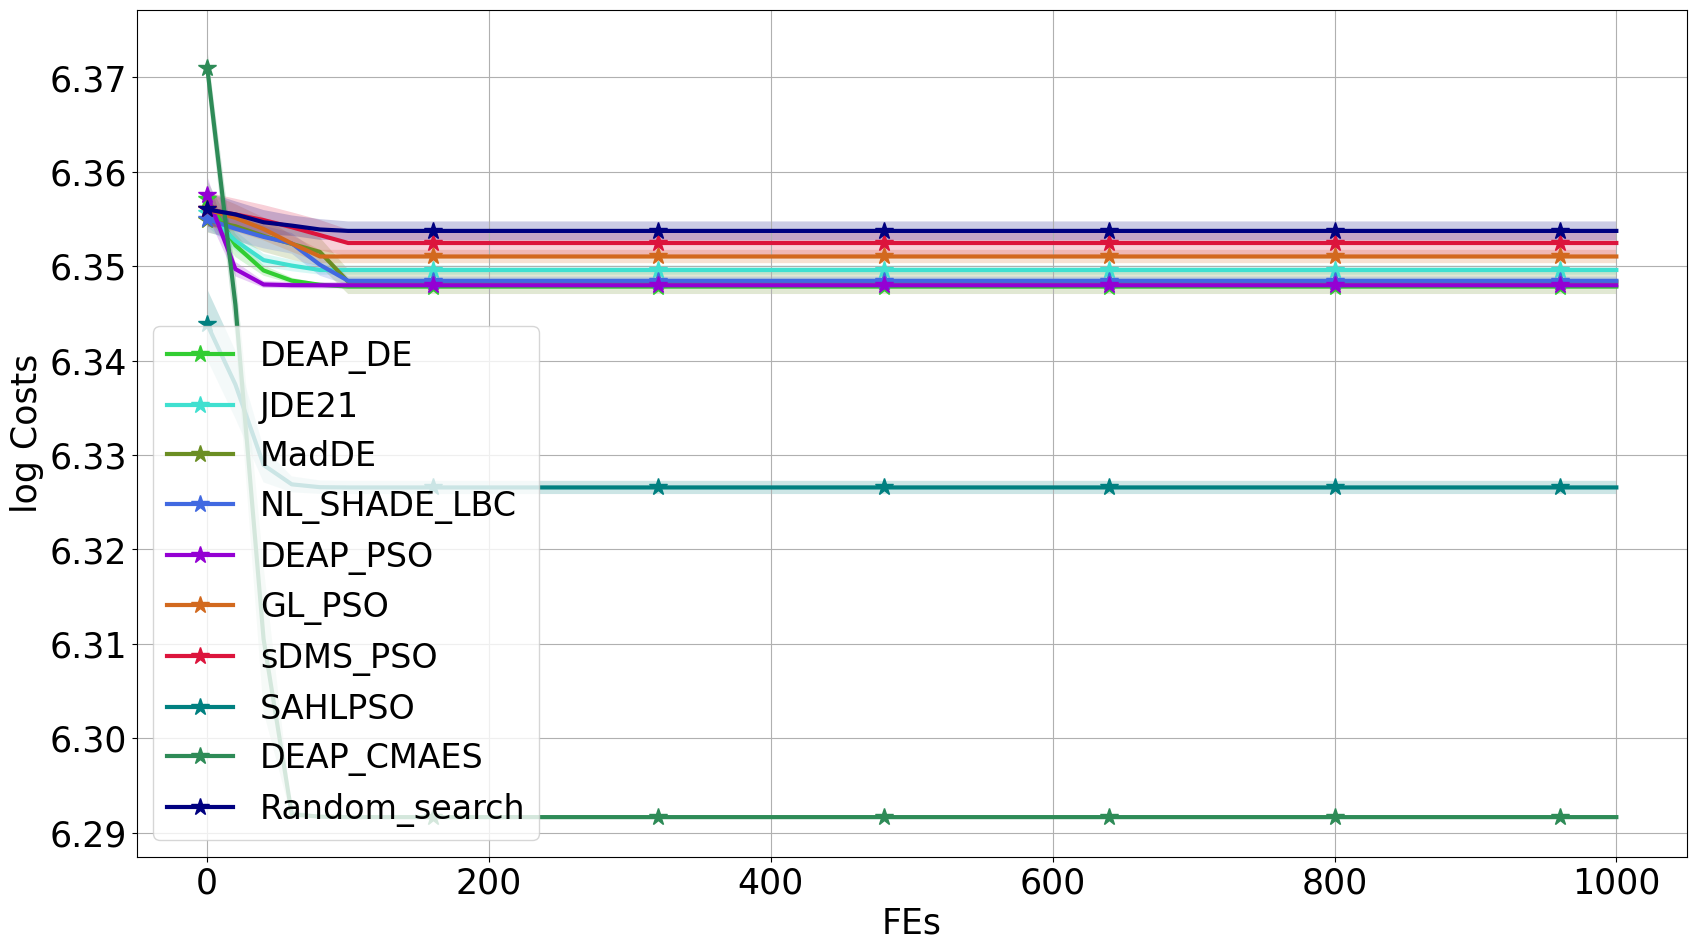 6.37
6.36
6.35
6.34
6.33
6.32
6.31
6.30
6.29
log Costs
DEAP_DE
JDE21
MadDE
NL_SHADE_LBC
DEAP_PSO
GL_PSO
sDMS_PSO
SAHLPSO
DEAP_CMAES
Random_search
0 200 400 600 800 1000
FEs